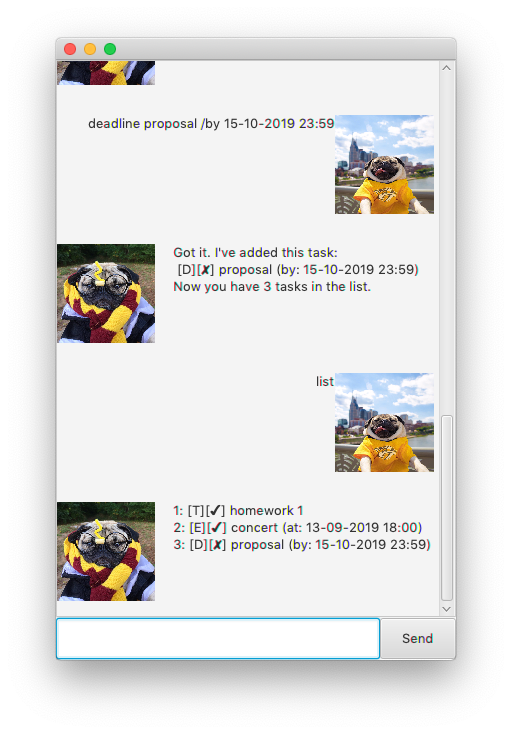 deadline proposal /by 15-10-2019 23:59
Got it. I've added this task:
[D][✘] proposal (by: 15-10-2019 23:59)
Now you have 3 tasks in the list.
list
1: [T][✔] homework 1
2: [E][✔] concert (at: 13-09-2019 18:00)
3: [D][✘] proposal (by: 15-10-2019 23:59)
Send